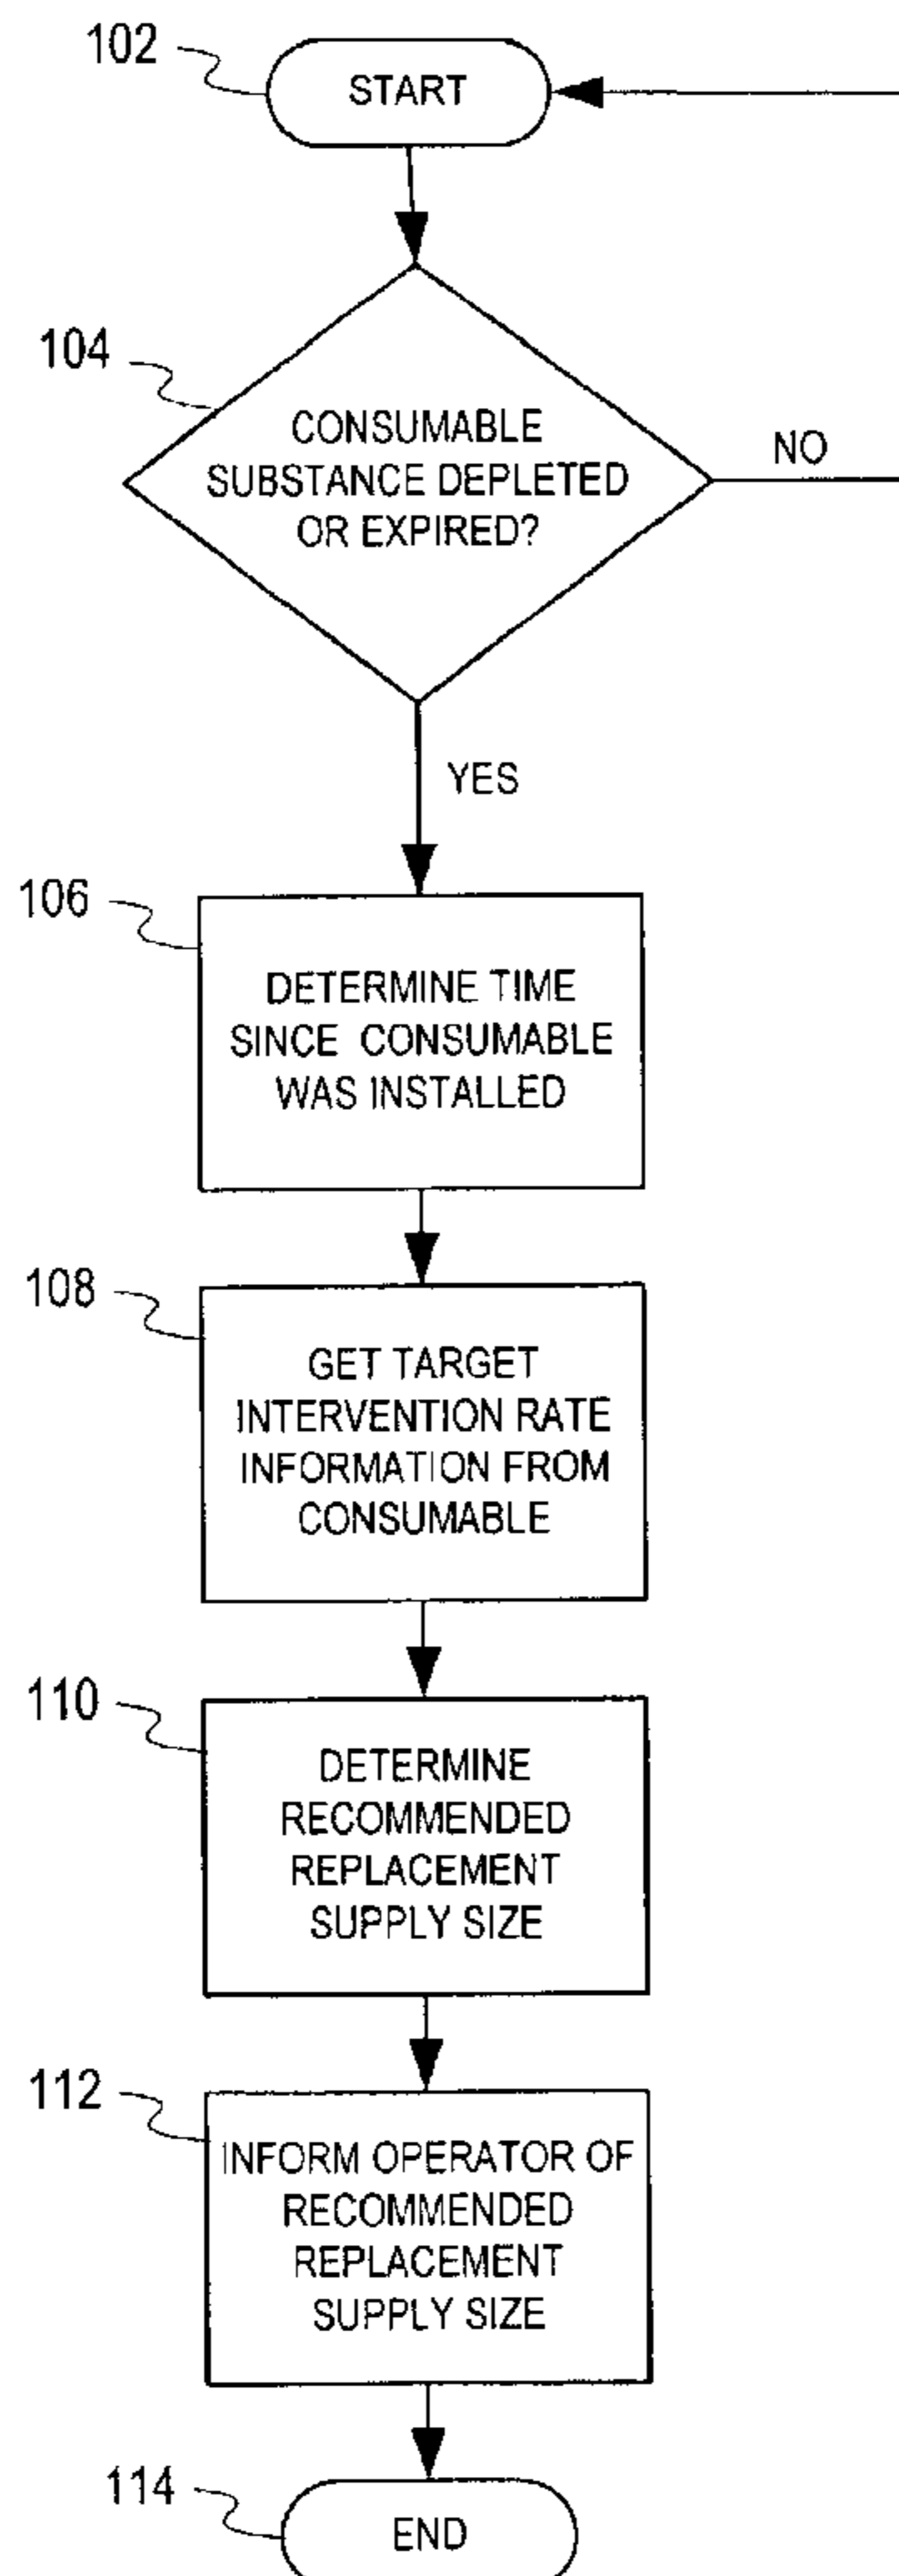 102
START
104
CONSUMABLE
SUBSTANCE DEPLETED
OR EXPIRED?
NO
YES
106
DETERMINE TIME
SINCE CONSUMABLE
WAS INSTALLED
108
GET TARGET
INTERVENTION RATE
INFORMATION FROM
CONSUMABLE
110
DETERMINE
RECOMMENDED
REPLACEMENT
SUPPLY SIZE
112
INFORM OPERATOR OF
RECOMMENDED
REPLACEMENT
SUPPLY SIZE
114
END